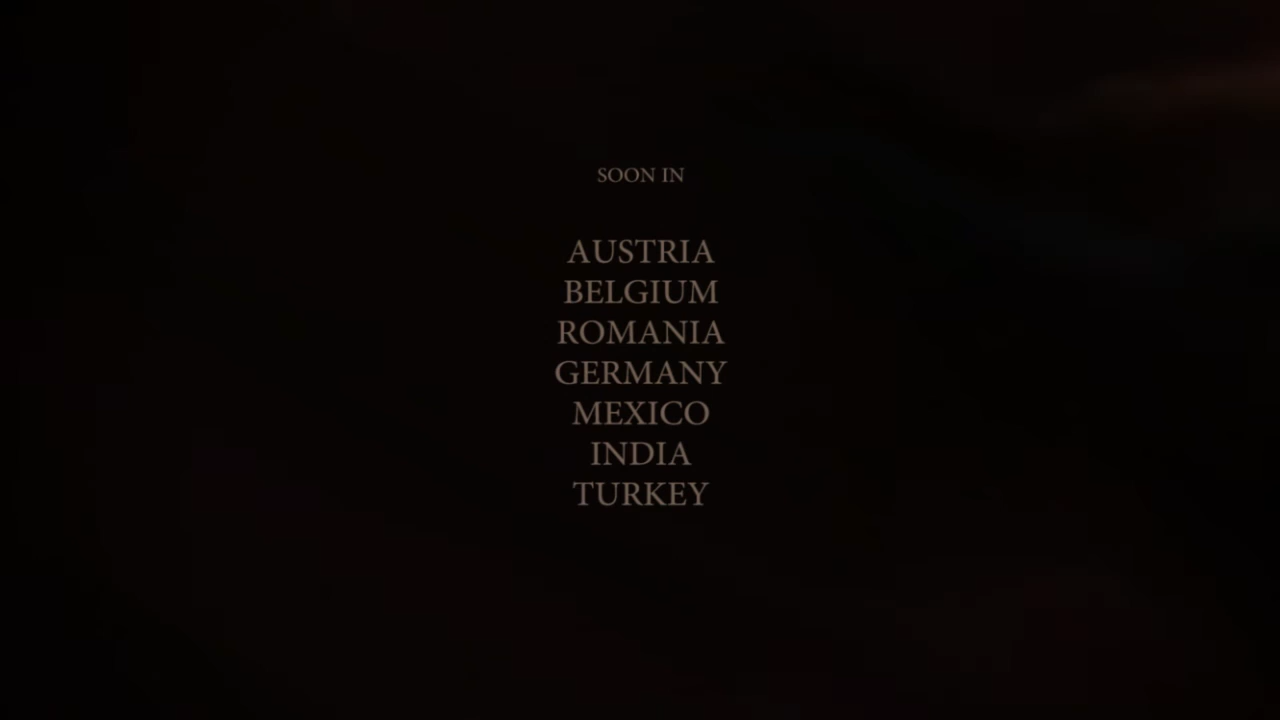 SOON IN
AUSTRIA
BELGIUM
ROMANIA
GERMANY
MEXICO
INDIA
TURKEY